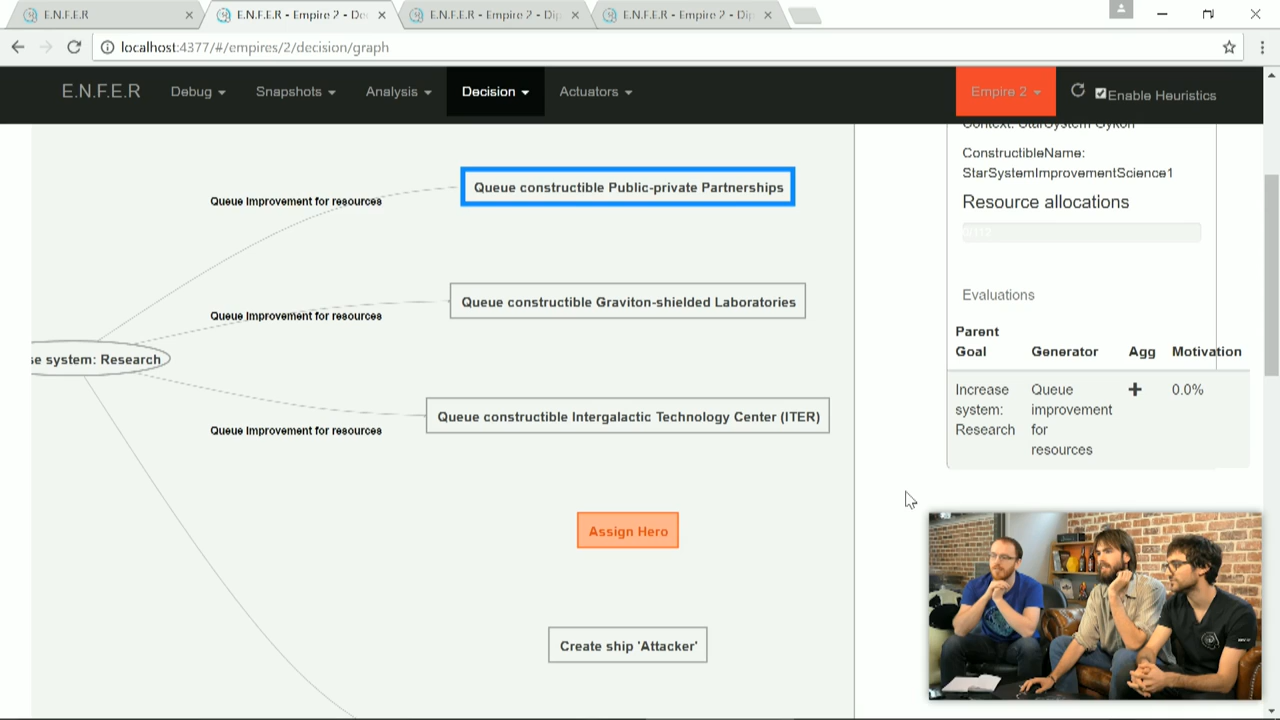 E.N.F.E.R
E.N.F.E.R - Empire 2 - De
E.N.F.E.R - Empire 2 - Dip
E.N.F.E.R - Empire 2 - Dip
localhost:4377/#/empires/2/decision/graph
E.N.F.E.R
Debug
Snapshots
Analysis
Decision
Actuators
Empire 2
Enable Heuristics
Queue Improvement for resources
Queue constructible Public-private Partnerships
Queue Improvement for resources
Queue constructible Graviton-shielded Laboratories
se system: Research
Queue Improvement for resources
Queue constructible Intergalactic Technology Center (ITER)
Assign Hero
Create ship 'Attacker'
Context: StarSystem Gykon
ConstructibleName:
StarSystemImprovementScience1
Resource allocations
Evaluations
Parent
Goal Generator Agg Motivation
Increase Queue + 0.0%
system: improvement
Research for
resources